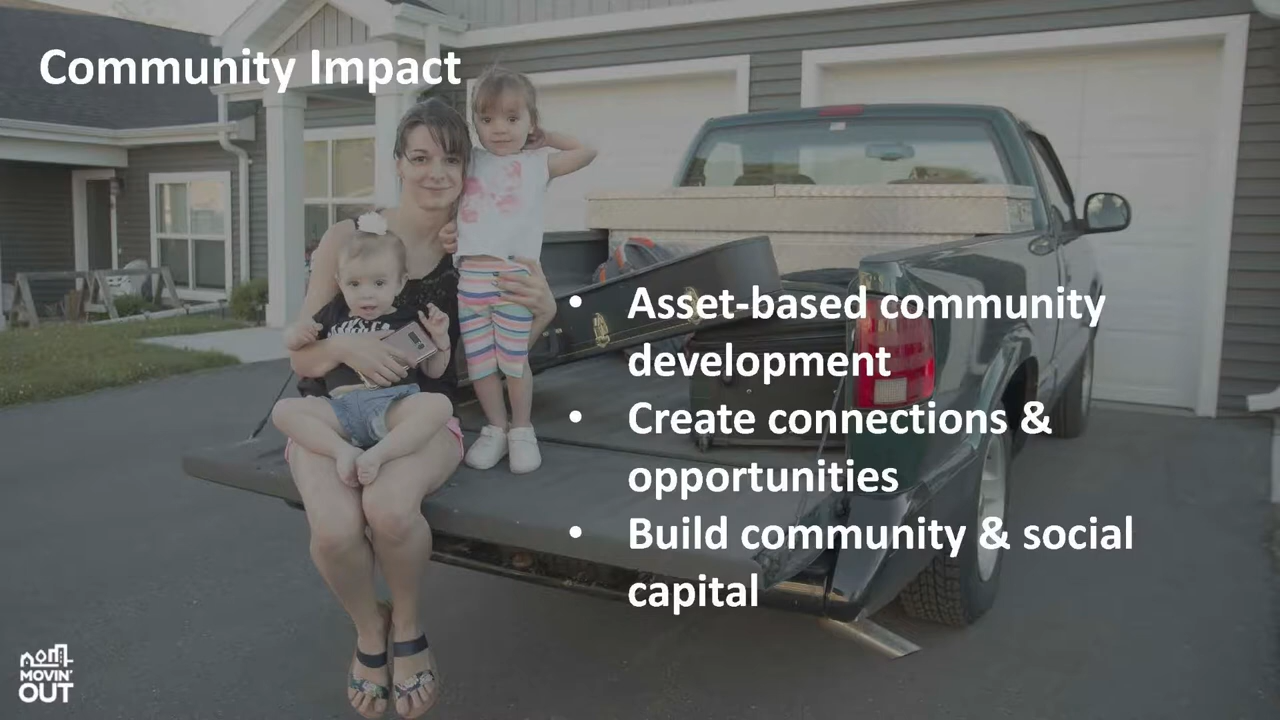 Community Impact
• Asset-based community
development
• Create connections &
opportunities
• Build community & social
capital
MOVIN'
OUT